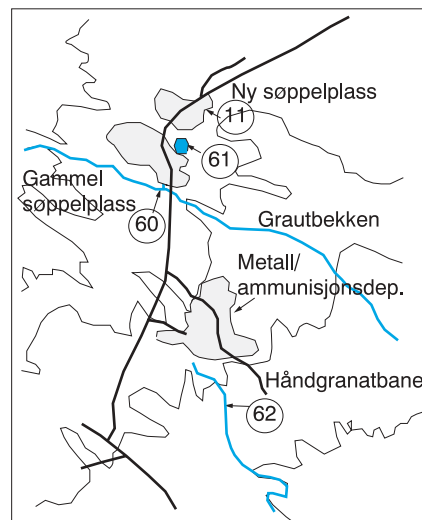 Ny søppelplass
11
61
Gammel
søppelplass
60
Grautbekken
Metall/
ammunisjonsdep.
Håndgranatbane
62